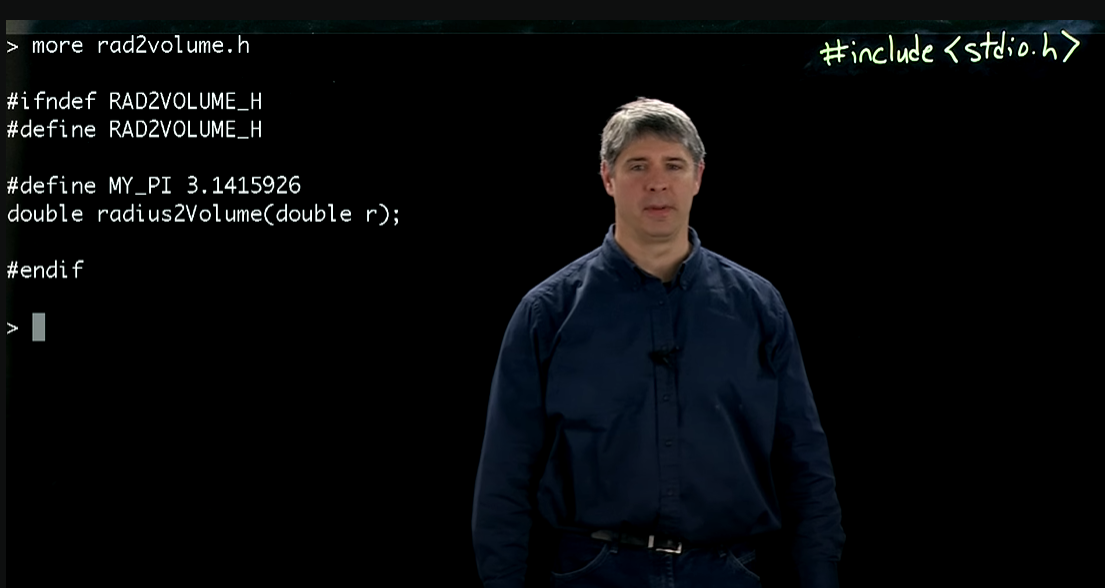 > more rad2volume.h
#include <stdio.h>
#ifndef RAD2VOLUME_H
#define RAD2VOLUME_H
#define MY_PI 3.1415926
double radius2Volume(double r);
#endif
>